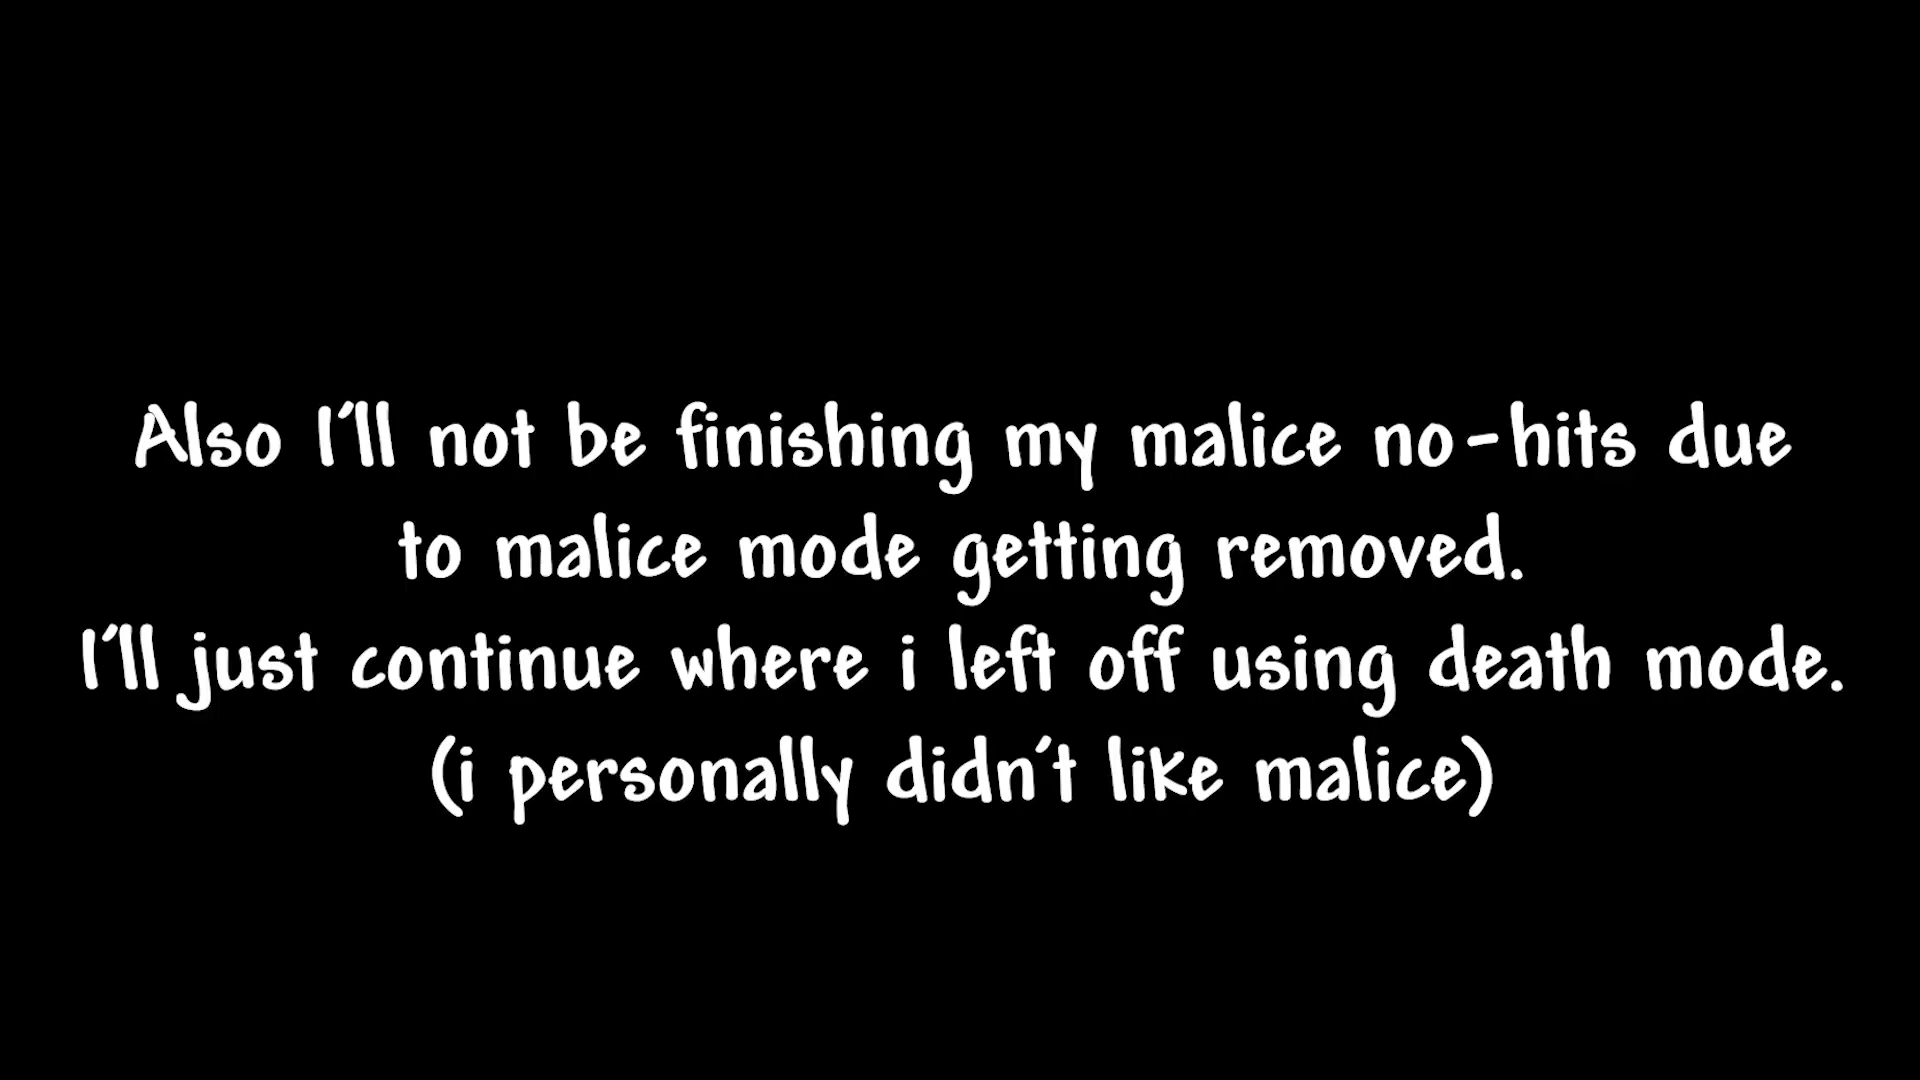 Also I'll not be finishing my malice no-hits due
to malice mode getting removed.
I'll just continue where i left off using death mode.
(i personally didn't like malice)